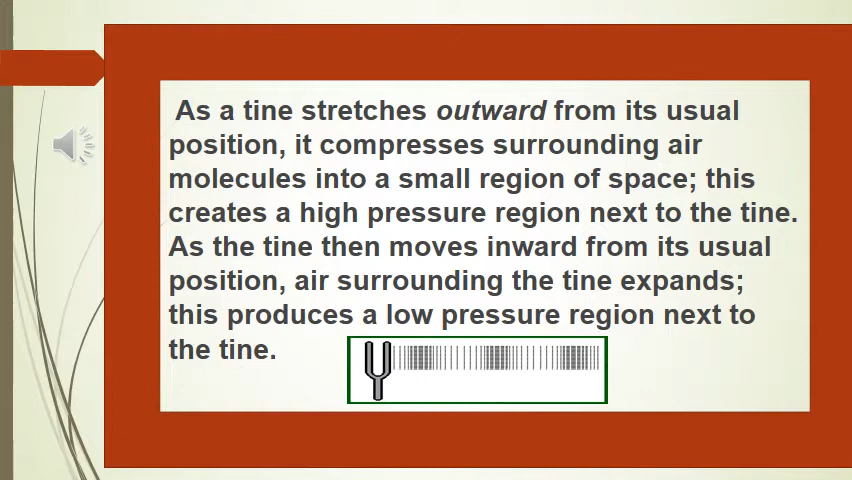 As a tine stretches outward from its usual
position, it compresses surrounding air
molecules into a small region of space; this
creates a high pressure region next to the tine.
As the tine then moves inward from its usual
position, air surrounding the tine expands;
this produces a low pressure region next to
the tine.